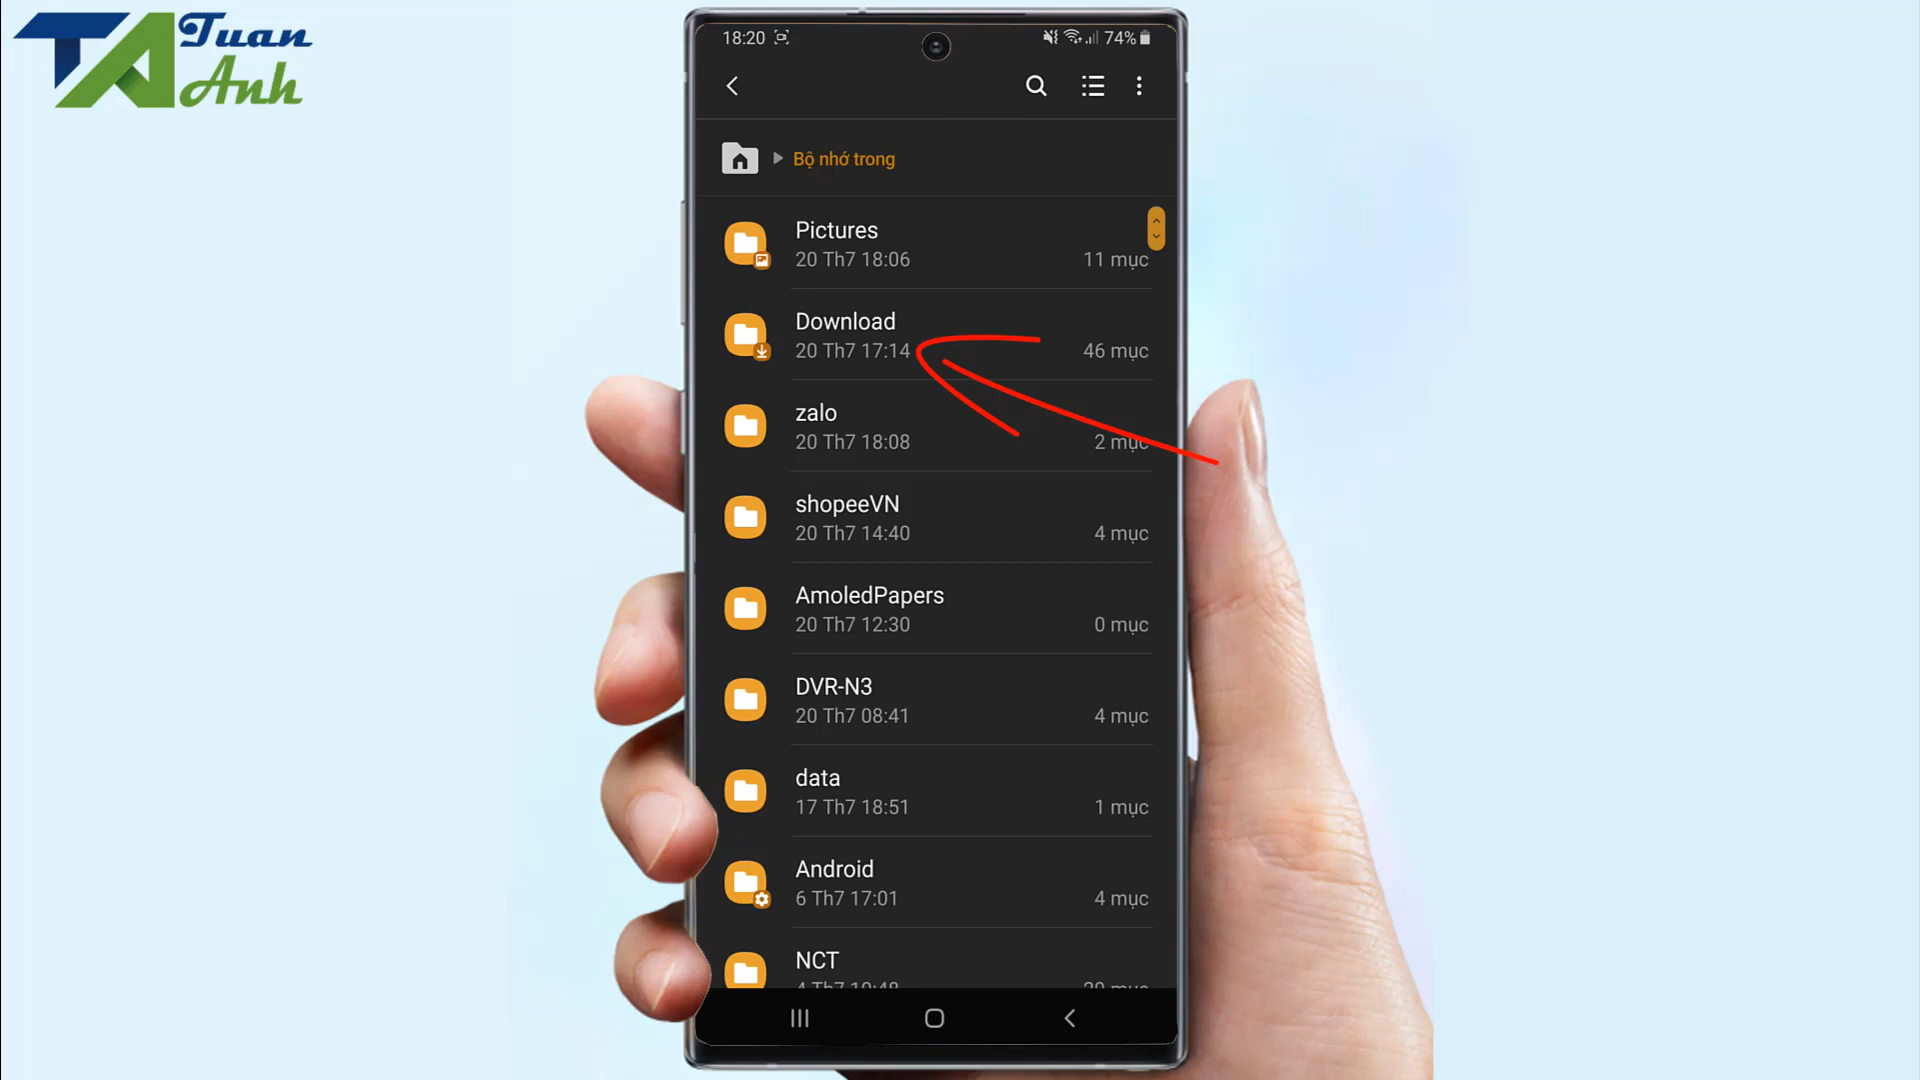 Tuan
Anh
18:20
74%
Bộ nhớ trong
Pictures
20 Th7 18:06
11 mục
Download
20 Th7 17:14
46 mục
zalo
20 Th7 18:08
2 mục
shopeeVN
20 Th7 14:40
4 mục
AmoledPapers
20 Th7 12:30
0 mục
DVR-N3
20 Th7 08:41
4 mục
data
17 Th7 18:51
1 mục
Android
6 Th7 17:01
4 mục
NCT